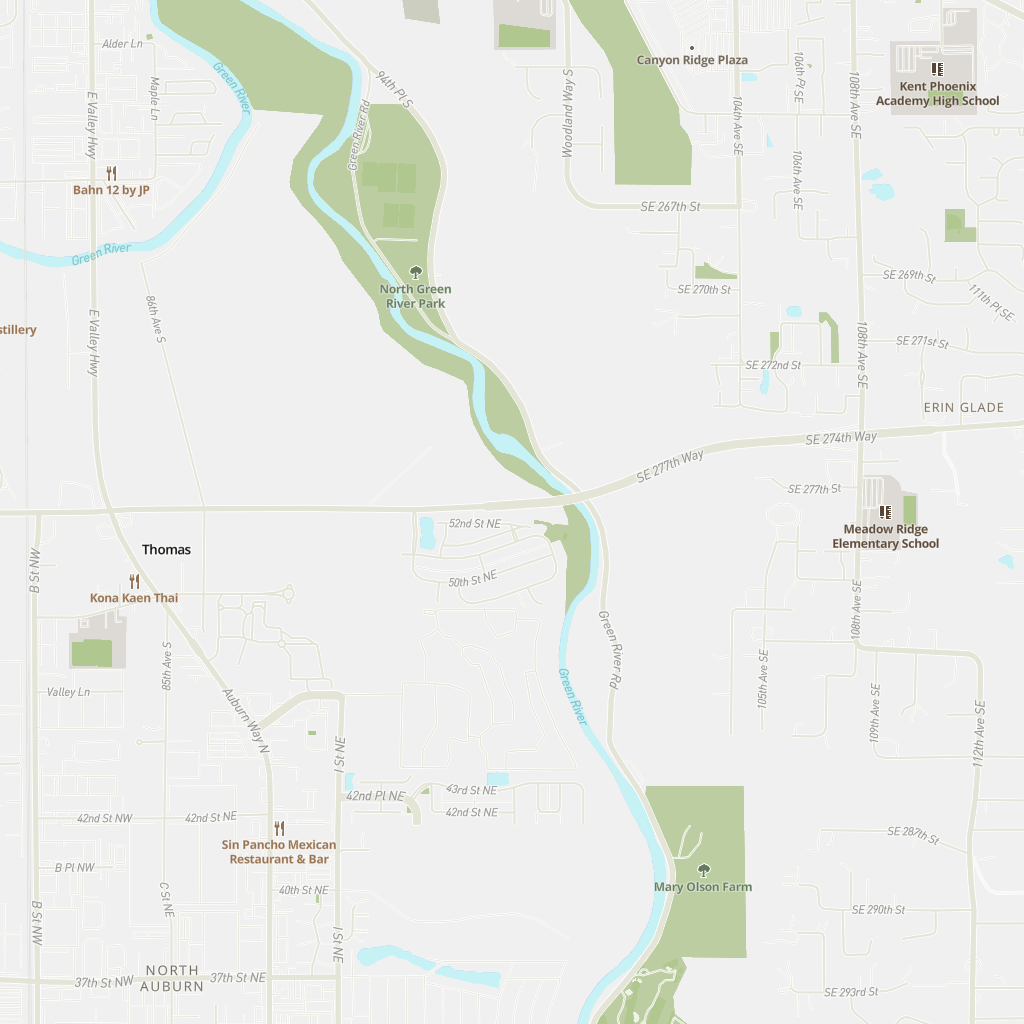 Alder Ln
Maple Ln
E Valley Hwy
Green River
94th Pl S
Green River Rd
Woodland Way S
Canyon Ridge Plaza
106th Pl SE
104th Ave SE
108th Ave SE
Kent Phoenix
Academy High School
Bahn 12 by JP
106th Ave SE
SE 267th St
Green River
North Green
River Park
86th Ave S
E Valley Hwy
stillery
SE 269th St
SE 270th St
111th Pl SE
108th Ave SE
SE 271st St
SE 272nd St
ERIN GLADE
SE 274th Way
SE 277th Way
SE 277th St
Meadow Ridge
Elementary School
52nd St NE
50th St NE
Thomas
B St NW
Kona Kaen Thai
85th Ave S
Valley Ln
Auburn Way N
I St NE
Green River Rd
Green River
108th Ave SE
105th Ave SE
109th Ave SE
112th Ave SE
43rd St NE
42nd Pl NE
42nd St NE
42nd St NW
42nd St NE
Sin Pancho Mexican
Restaurant & Bar
B Pl NW
C St NE
40th St NE
B St NW
I St NE
37th St NW
NORTH
AUBURN
37th St NE
Mary Olson Farm
SE 287th St
SE 290th St
SE 293rd St